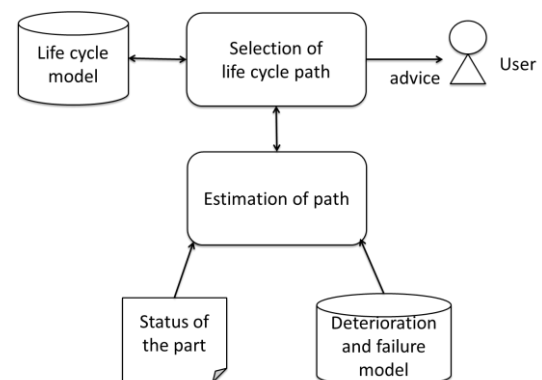 Life cycle
model
Selection of
life cycle path
advice
User
Estimation of path
Status of
the part
Deterioration
and failure
model